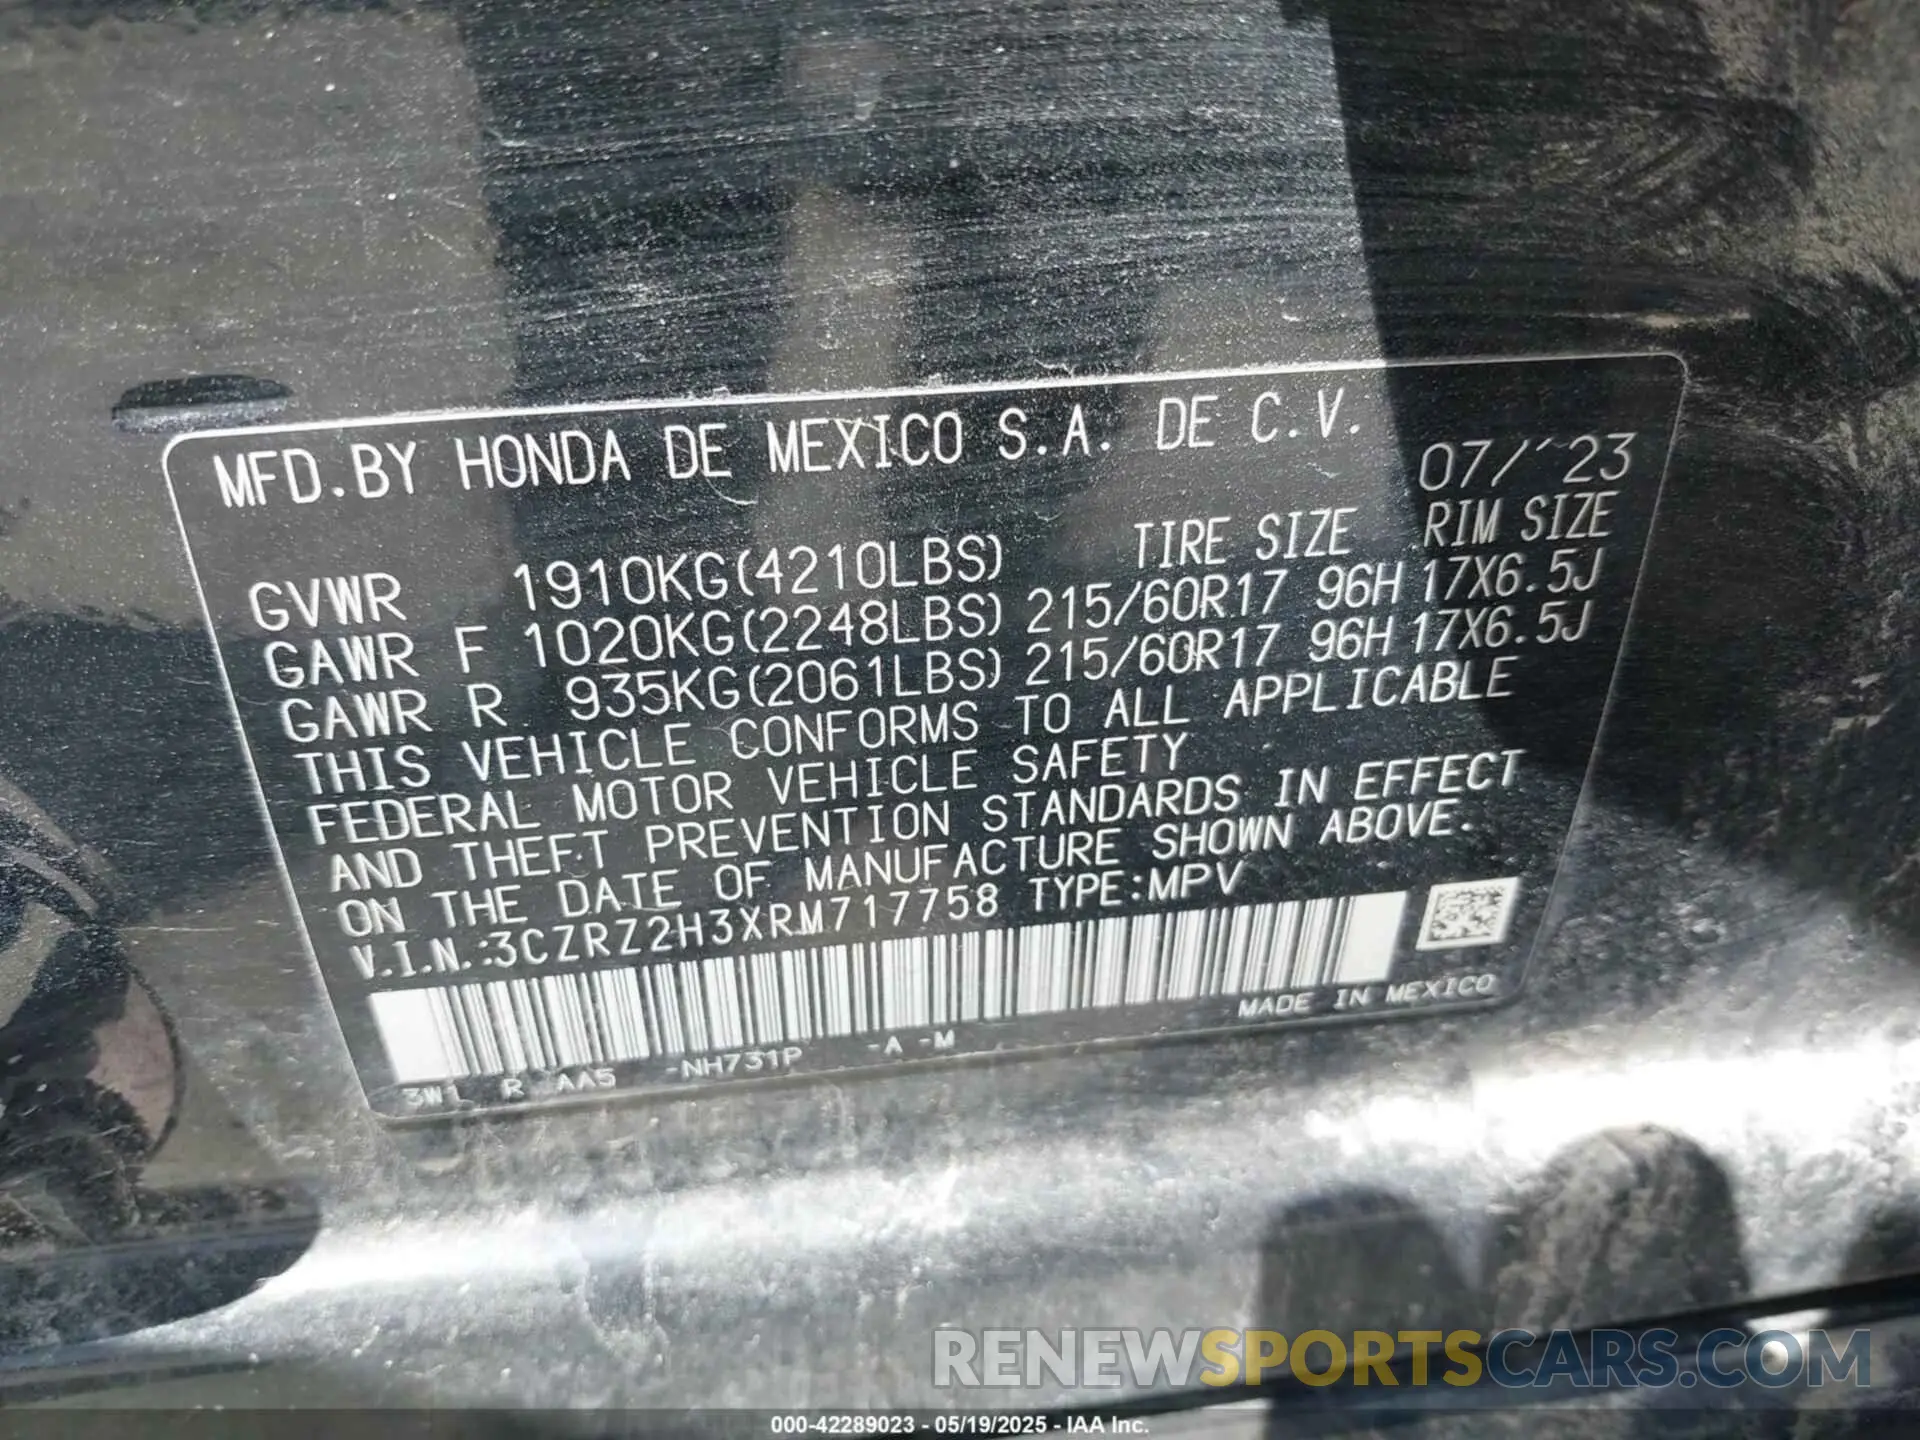 MFD.BY HONDA DE MEXICO S.A. DE C.V.
07/`23
TIRE SIZE RIM SIZE
GVWR 1910KG(4210LBS)
GAWR F 1020KG(2248LBS) 215/60R17 96H 17X6.5J
GAWR R 935KG(2061LBS) 215/60R17 96H 17X6.5J
THIS VEHICLE CONFORMS TO ALL APPLICABLE
FEDERAL MOTOR VEHICLE SAFETY
AND THEFT PREVENTION STANDARDS IN EFFECT
ON THE DATE OF MANUFACTURE SHOWN ABOVE.
V.I.N.:3CZRZ2H3XRM717758 TYPE:MPV
MADE IN MEXICO
3W1 R AA5 -NH731P -A -M
RENEWSPORTSCARS.COM
000-42289023 - 05/19/2025 - IAA Inc.